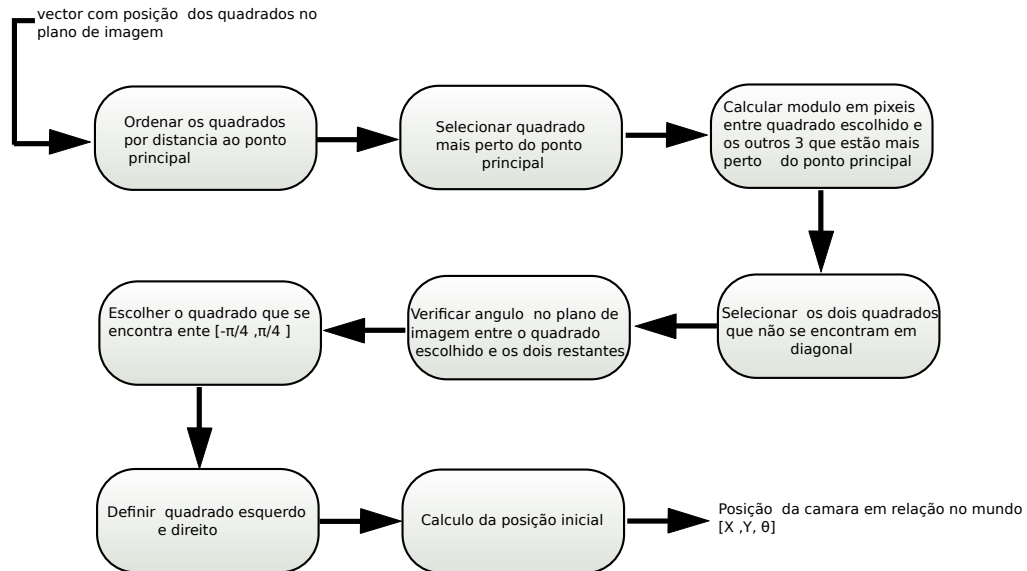 vector com posição dos quadrados no
plano de imagem
Ordenar os quadrados
por distancia ao ponto
principal
Selecionar quadrado
mais perto do ponto
principal
Calcular modulo em pixeis
entre quadrado escolhido e
os outros 3 que estão mais
perto do ponto principal
Selecionar os dois quadrados
que não se encontram em
diagonal
Verificar angulo no plano de
imagem entre o quadrado
escolhido e os dois restantes
Escolher o quadrado que se
encontra ente [-π/4 ,π/4 ]
Definir quadrado esquerdo
e direito
Calculo da posição inicial
Posição da camara em relação no mundo
[X ,Y, θ]